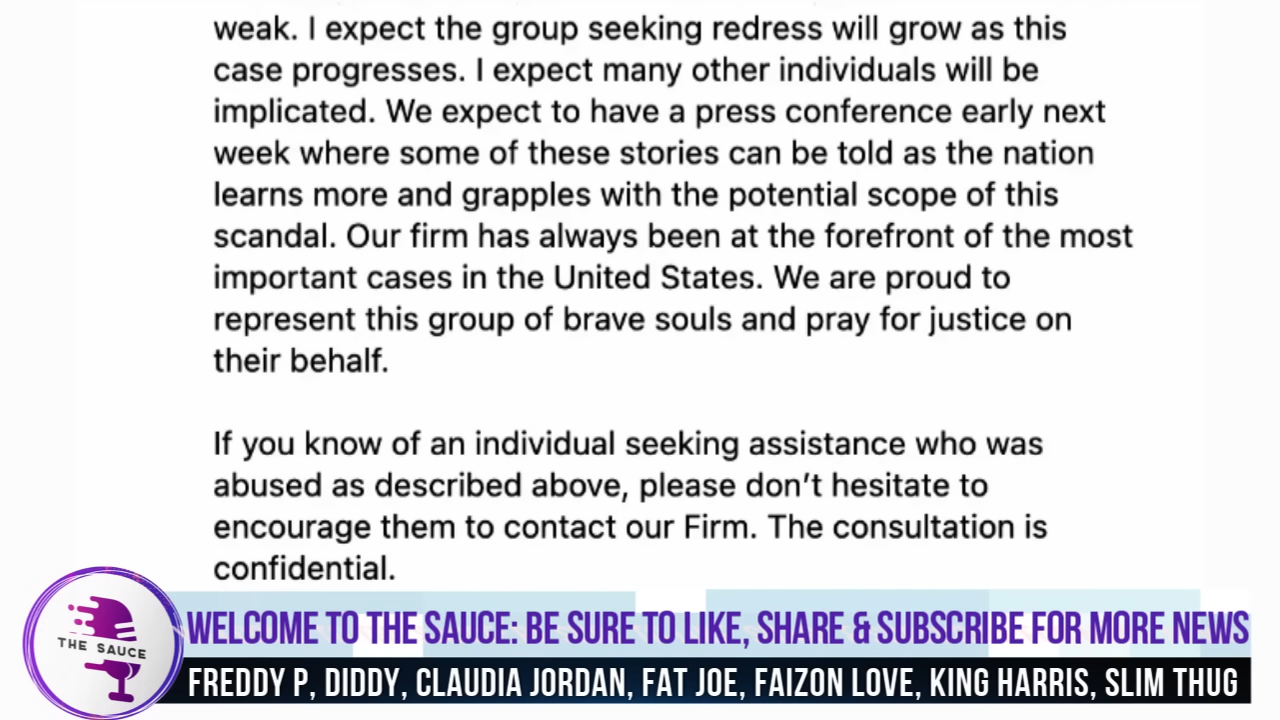 weak. I expect the group seeking redress will grow as this
case progresses. I expect many other individuals will be
implicated. We expect to have a press conference early next
week where some of these stories can be told as the nation
learns more and grapples with the potential scope of this
scandal. Our firm has always been at the forefront of the most
important cases in the United States. We are proud to
represent this group of brave souls and pray for justice on
their behalf.
If you know of an individual seeking assistance who was
abused as described above, please don’t hesitate to
encourage them to contact our Firm. The consultation is
confidential.
THE SAUCE
WELCOME TO THE SAUCE: BE SURE TO LIKE, SHARE & SUBSCRIBE FOR MORE NEWS
FREDDY P, DIDDY, CLAUDIA JORDAN, FAT JOE, FAIZON LOVE, KING HARRIS, SLIM THUG